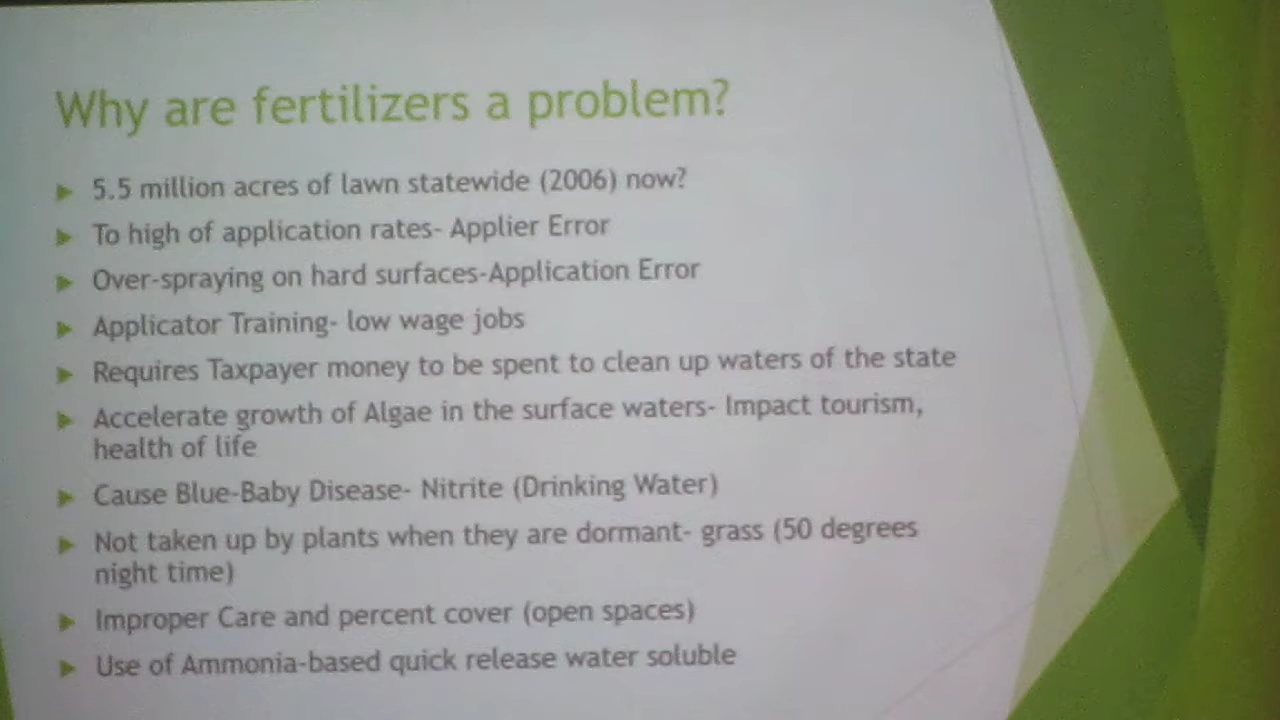 Why are fertilizers a problem?
5.5 million acres of lawn statewide (2006) now?
To high of application rates- Applier Error
Over-spraying on hard surfaces-Application Error
Applicator Training- low wage jobs
Requires Taxpayer money to be spent to clean up waters of the state
Accelerate growth of Algae in the surface waters- Impact tourism,
health of life
Cause Blue-Baby Disease- Nitrite (Drinking Water)
Not taken up by plants when they are dormant- grass (50 degrees
night time)
Improper Care and percent cover (open spaces)
Use of Ammonia-based quick release water soluble